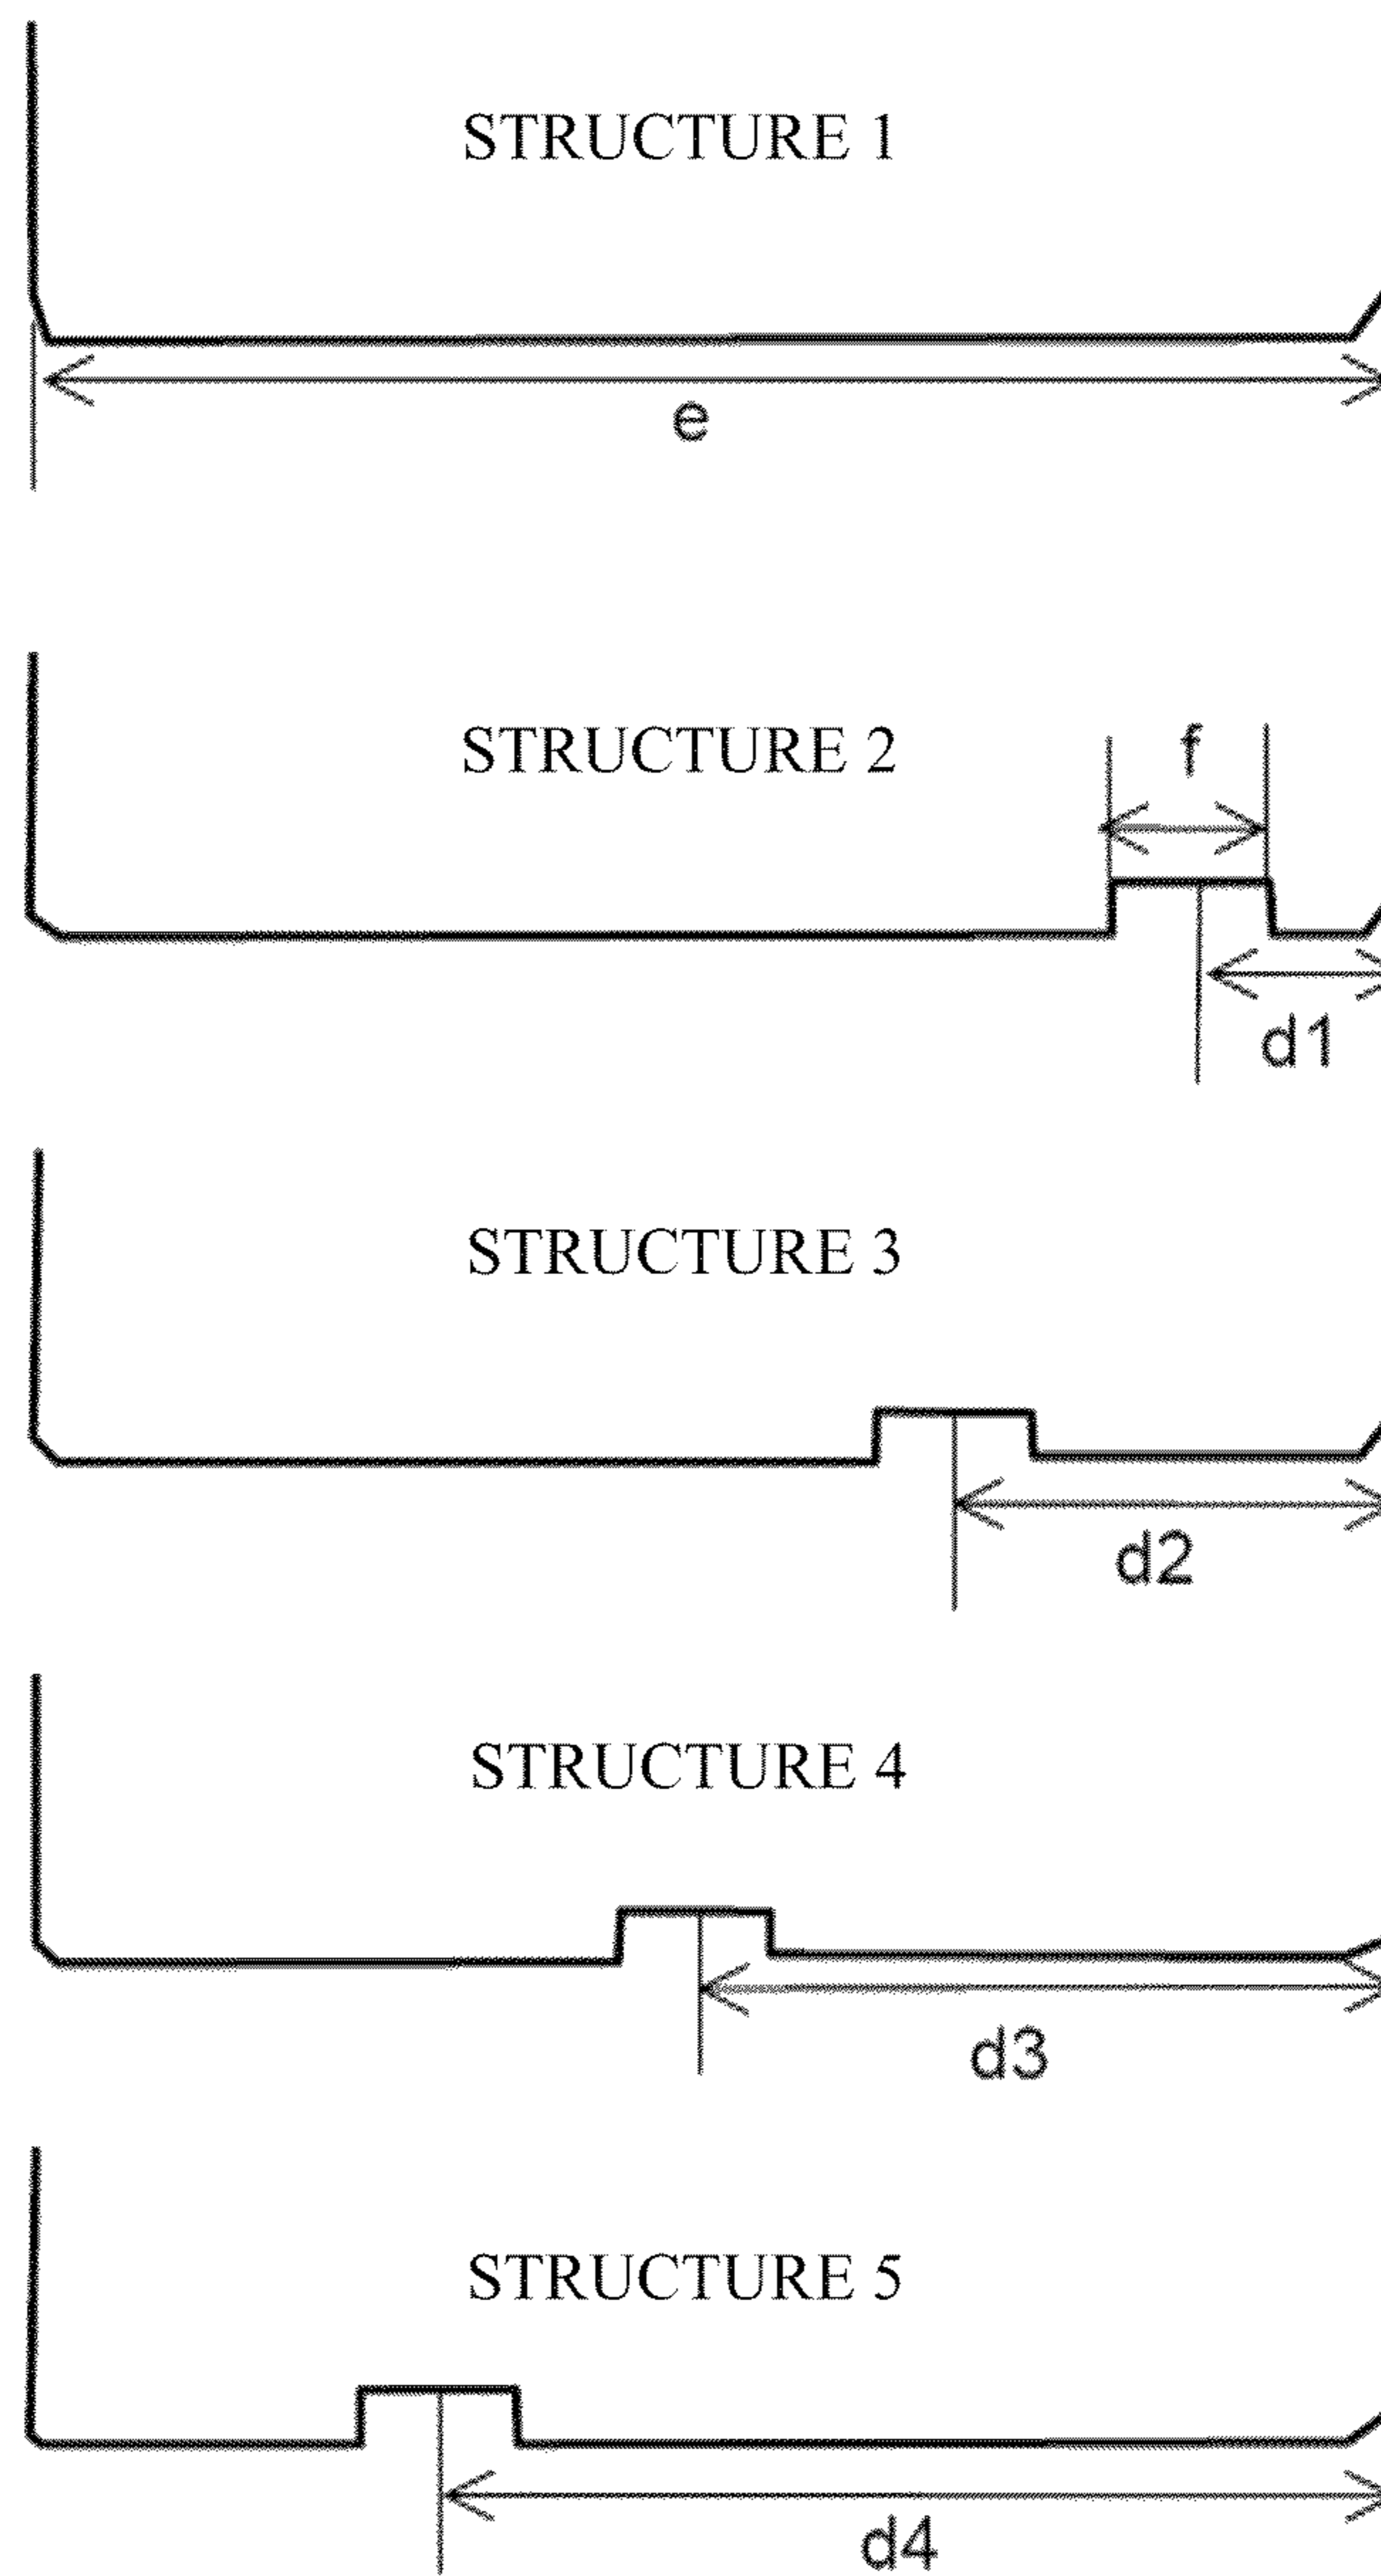 STRUCTURE 1
e
STRUCTURE 2
f
d1
STRUCTURE 3
d2
STRUCTURE 4
d3
STRUCTURE 5
d4